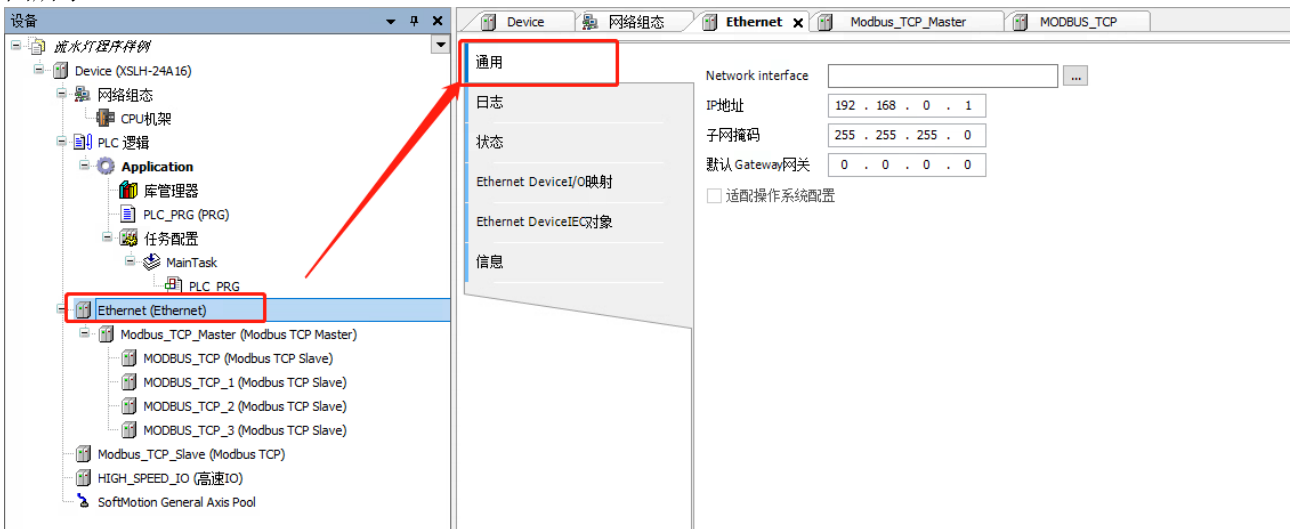 设备
流水灯程序样例
Device (XSLH-24A16)
网络组态
CPU机架
PLC 逻辑
Application
库管理器
PLC_PRG (PRG)
任务配置
MainTask
PLC_PRG
Ethernet (Ethernet)
Modbus_TCP_Master (Modbus TCP Master)
MODBUS_TCP (Modbus TCP Slave)
MODBUS_TCP_1 (Modbus TCP Slave)
MODBUS_TCP_2 (Modbus TCP Slave)
MODBUS_TCP_3 (Modbus TCP Slave)
Modbus_TCP_Slave (Modbus TCP)
HIGH_SPEED_IO (高速IO)
SoftMotion General Axis Pool
Device 网络组态 Ethernet Modbus_TCP_Master MODBUS_TCP
通用
日志
状态
Ethernet DeviceI/O映射
Ethernet DeviceIEC对象
信息
Network interface ...
IP地址 192 . 168 . 0 . 1
子网掩码 255 . 255 . 255 . 0
默认 Gateway网关 0 . 0 . 0 . 0
适配操作系统配置